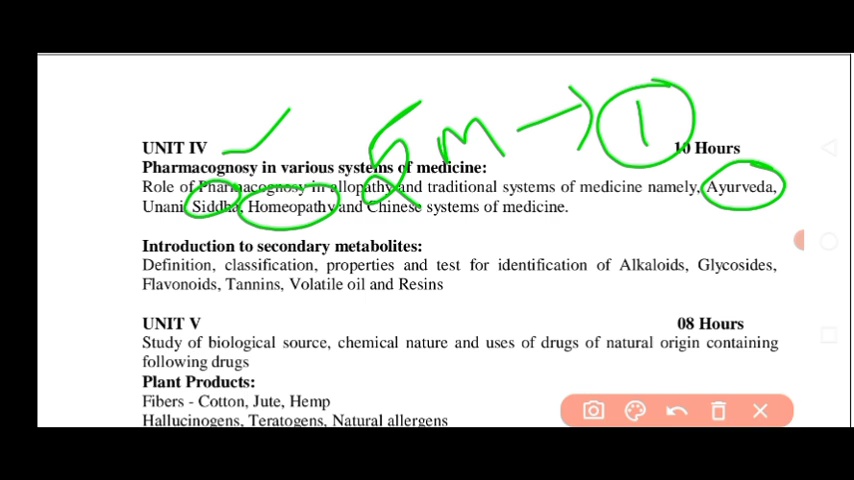 5 m → 1
UNIT IV 10 Hours
Pharmacognosy in various systems of medicine:
Role of Pharmacognosy in allopathy and traditional systems of medicine namely, Ayurveda,
Unani, Siddha, Homeopathy and Chinese systems of medicine.
Introduction to secondary metabolites:
Definition, classification, properties and test for identification of Alkaloids, Glycosides,
Flavonoids, Tannins, Volatile oil and Resins
UNIT V 08 Hours
Study of biological source, chemical nature and uses of drugs of natural origin containing
following drugs
Plant Products:
Fibers - Cotton, Jute, Hemp
Hallucinogens, Teratogens, Natural allergens